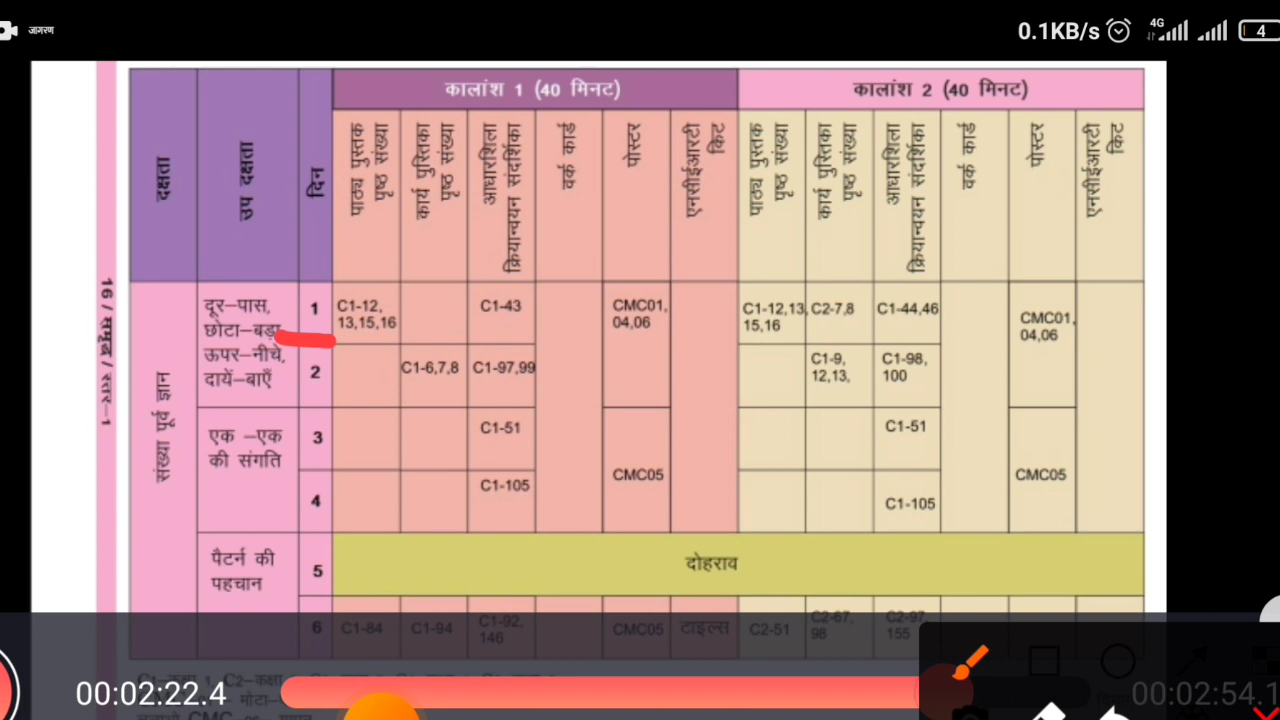 जागरण
0.1KB/s
4G
4
कालांश 1 (40 मिनट)
कालांश 2 (40 मिनट)
दक्षता
उप दक्षता
दिन
पाठ्य पुस्तक
पृष्ठ संख्या
कार्य पुस्तिका
पृष्ठ संख्या
आधारशिला
क्रियान्वयन संदर्शिका
वर्क कार्ड
पोस्टर
एनसीईआरटी
किट
पाठ्य पुस्तक
पृष्ठ संख्या
कार्य पुस्तिका
पृष्ठ संख्या
आधारशिला
क्रियान्वयन संदर्शिका
वर्क कार्ड
पोस्टर
एनसीईआरटी
किट
16 / समृद्ध / स्तर–1
संख्या पूर्व ज्ञान
दूर–पास,
छोटा–बड़ा
ऊपर–नीचे,
दायें–बाएँ
1
C1-12,
13,15,16
C1-43
CMC01,
04,06
C1-12,13,
15,16
C2-7,8
C1-44,46
CMC01,
04,06
2
C1-6,7,8
C1-97,99
C1-9,
12,13,
C1-98,
100
एक –एक
की संगति
3
C1-51
CMC05
C1-51
CMC05
4
C1-105
C1-105
पैटर्न की
पहचान
5
दोहराव
6
C1-84
C1-94
C1-92,
146
CMC05
टाइल्स
C2-51
C2-67,
98
C2-97
155
00:02:22.4
00:02:54.1